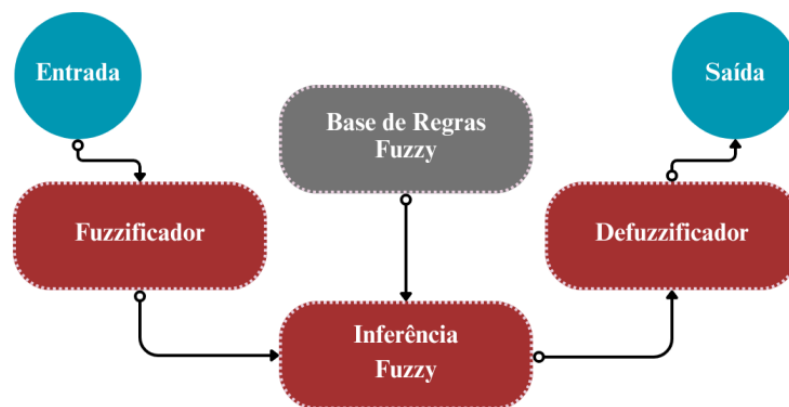 Entrada
Saída
Base de Regras
Fuzzy
Fuzzificador
Defuzzificador
Inferência
Fuzzy